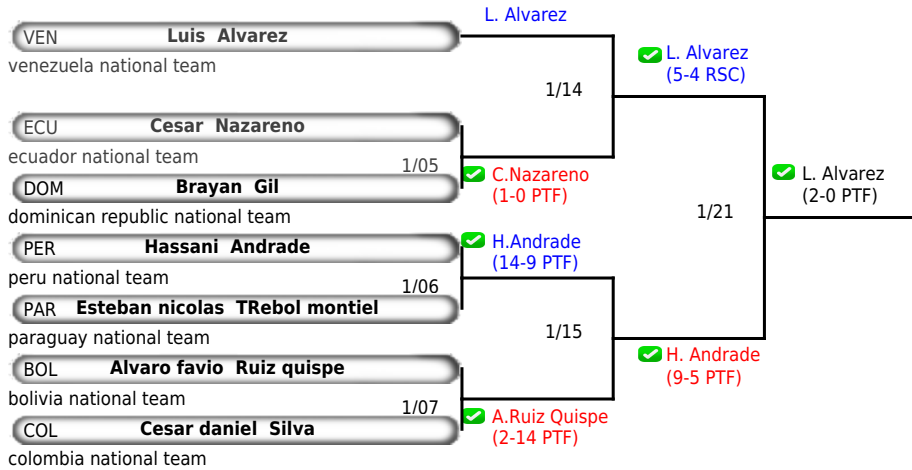 L. Alvarez
VEN Luis Alvarez
venezuela national team
L. Alvarez
(5-4 RSC)
1/14
ECU Cesar Nazareno
ecuador national team
1/05
C.Nazareno
(1-0 PTF)
DOM Brayan Gil
dominican republic national team
L. Alvarez
(2-0 PTF)
1/21
PER Hassani Andrade
peru national team
H.Andrade
(14-9 PTF)
1/06
PAR Esteban nicolas TRebol montiel
paraguay national team
1/15
H. Andrade
(9-5 PTF)
BOL Alvaro favio Ruiz quispe
bolivia national team
1/07
A.Ruiz Quispe
(2-14 PTF)
COL Cesar daniel Silva
colombia national team